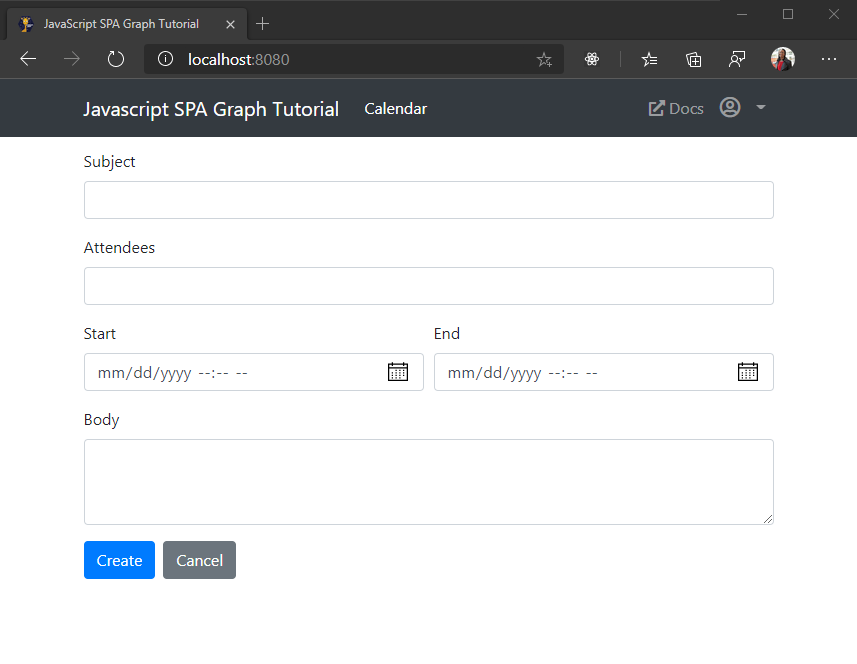 JavaScript SPA Graph Tutorial
localhost:8080
Javascript SPA Graph Tutorial Calendar Docs
Subject
Attendees
Start End
mm/dd/yyyy --:-- -- mm/dd/yyyy --:-- --
Body
Create Cancel